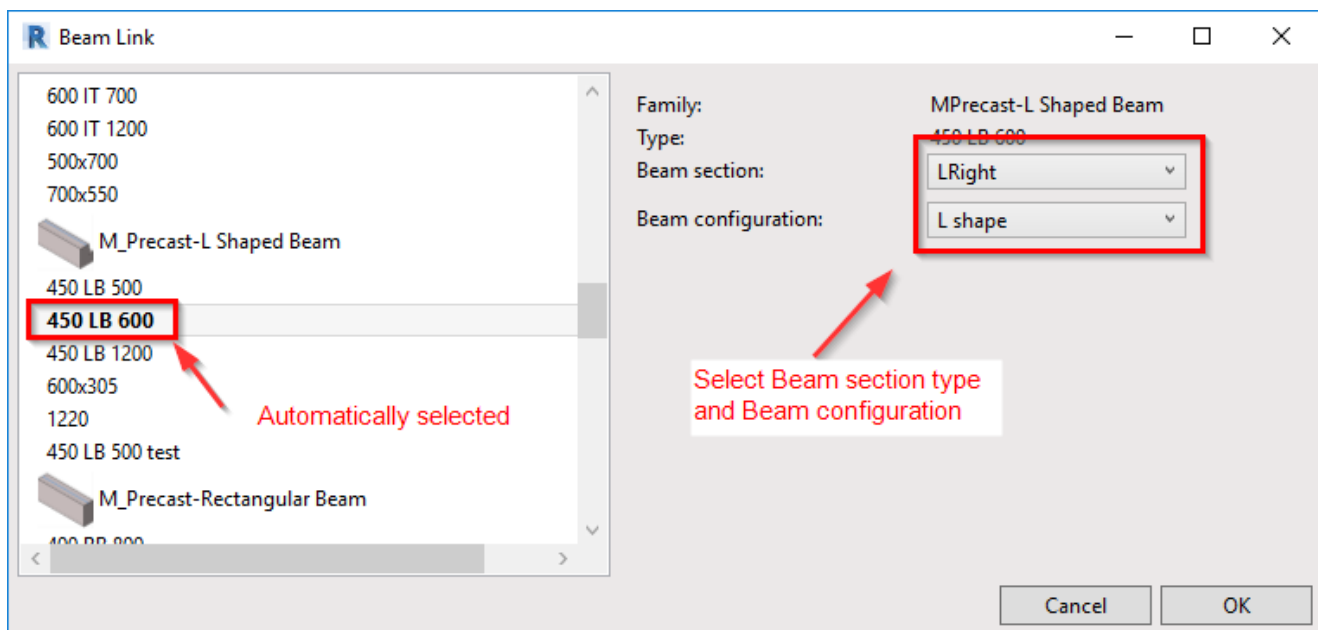 Beam Link
600 IT 700
600 IT 1200
500x700
700x550
M_Precast-L Shaped Beam
450 LB 500
450 LB 600
450 LB 1200
600x305
1220
450 LB 500 test
M_Precast-Rectangular Beam
Automatically selected
Family: MPrecast-L Shaped Beam
Type: 450 LB 600
Beam section: LRight
Beam configuration: L shape
Select Beam section type
and Beam configuration
Cancel OK